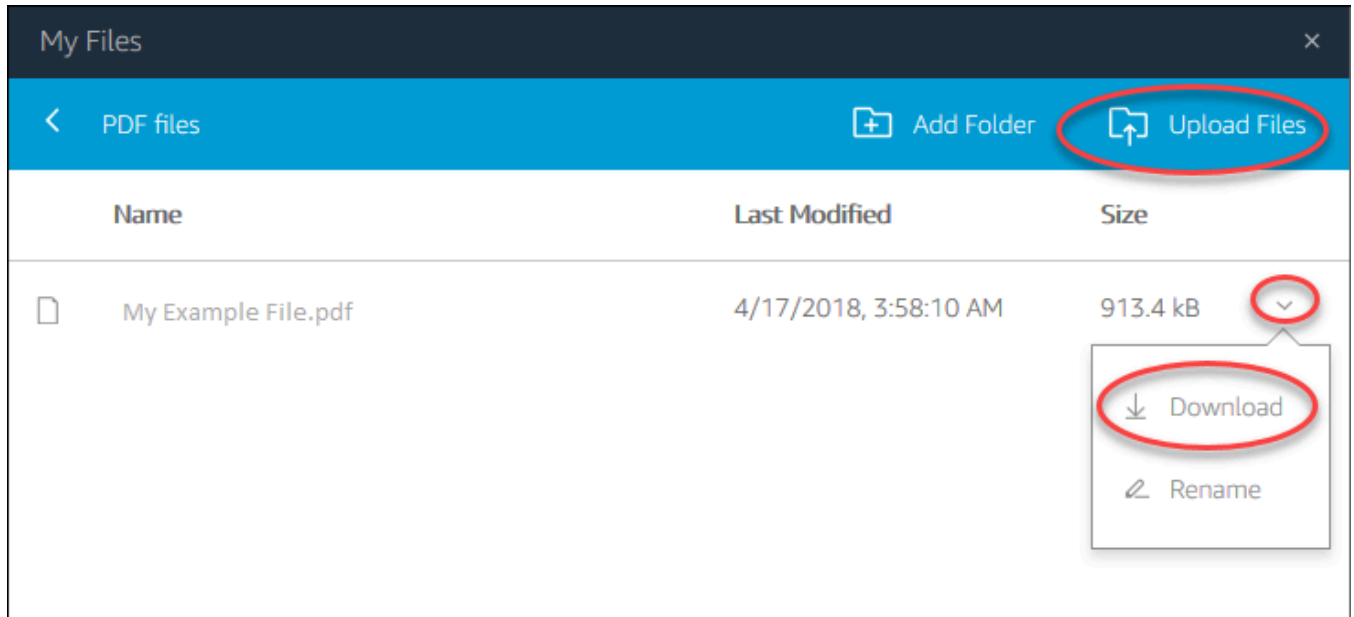 My Files
PDF files Add Folder Upload Files
Name Last Modified Size
My Example File.pdf 4/17/2018, 3:58:10 AM 913.4 kB
Download
Rename